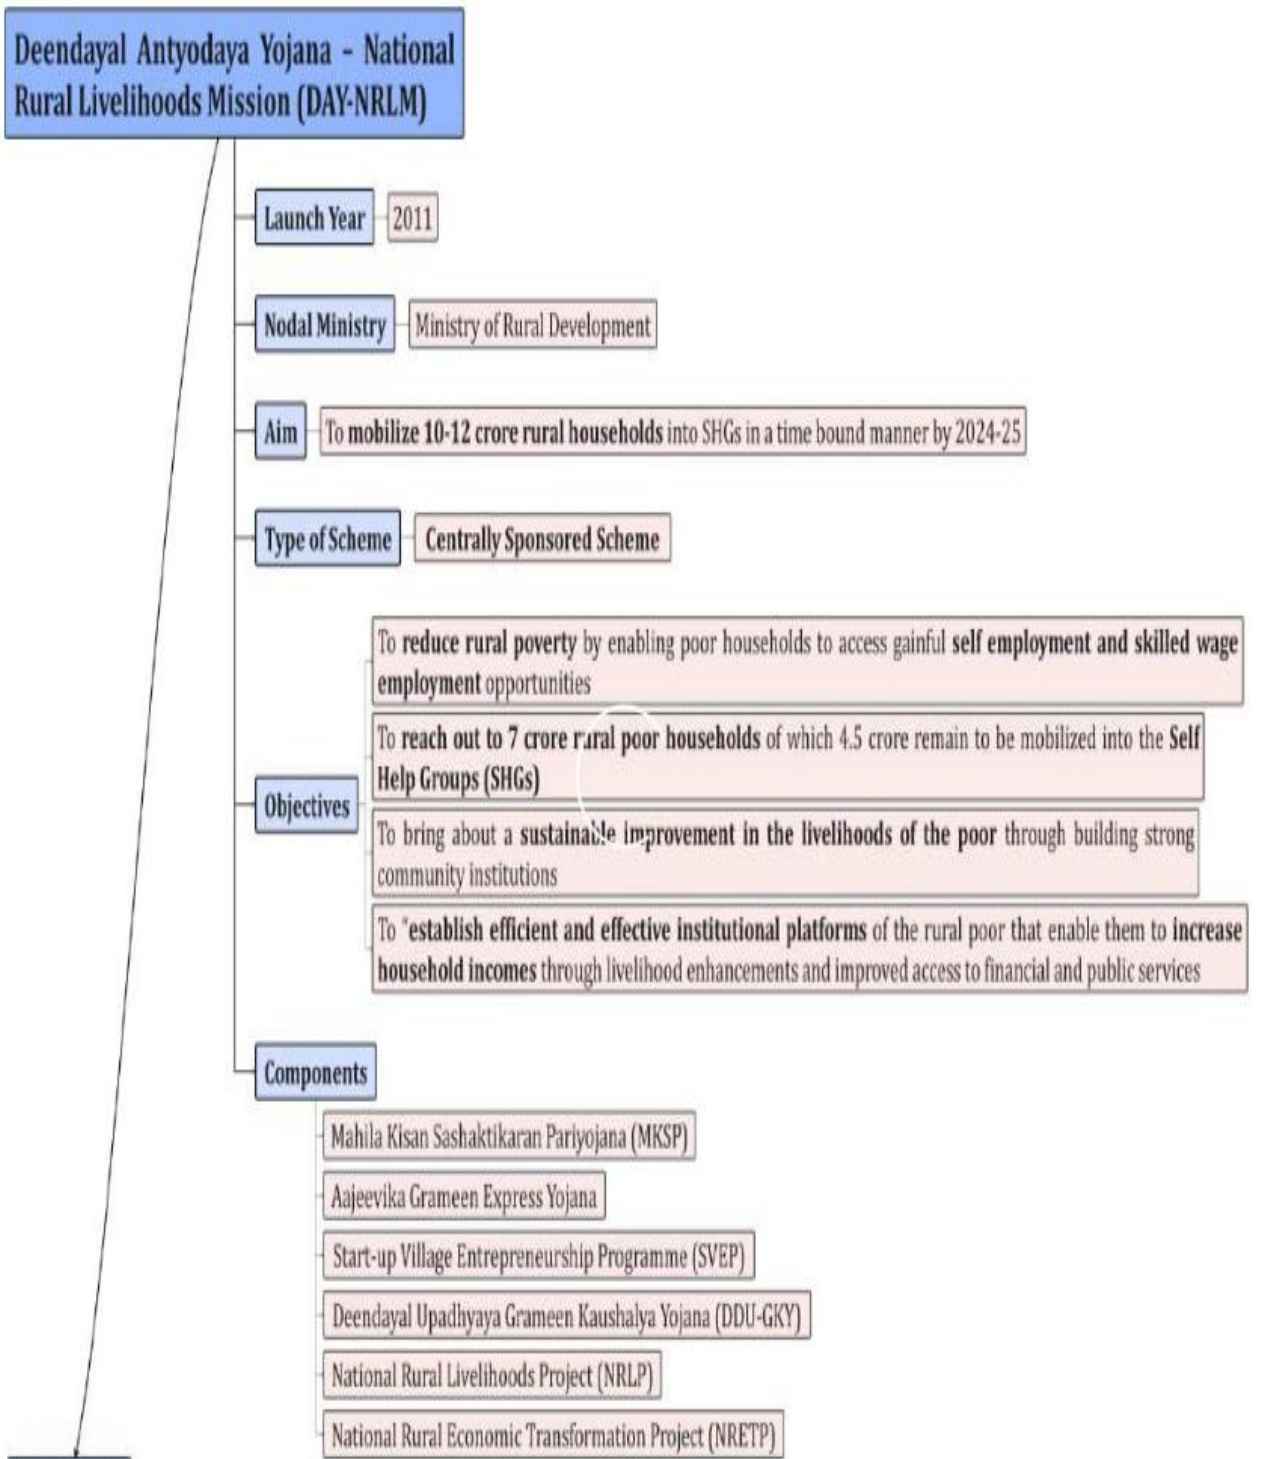 Deendayal Antyodaya Yojana – National
Rural Livelihoods Mission (DAY-NRLM)
Launch Year
2011
Nodal Ministry
Ministry of Rural Development
Aim
To mobilize 10-12 crore rural households into SHGs in a time bound manner by 2024-25
Type of Scheme
Centrally Sponsored Scheme
Objectives
To reduce rural poverty by enabling poor households to access gainful self employment and skilled wage
employment opportunities
To reach out to 7 crore rural poor households of which 4.5 crore remain to be mobilized into the Self
Help Groups (SHGs)
To bring about a sustainable improvement in the livelihoods of the poor through building strong
community institutions
To "establish efficient and effective institutional platforms of the rural poor that enable them to increase
household incomes through livelihood enhancements and improved access to financial and public services
Components
Mahila Kisan Sashaktikaran Pariyojana (MKSP)
Aajeevika Grameen Express Yojana
Start-up Village Entrepreneurship Programme (SVEP)
Deendayal Upadhyaya Grameen Kaushalya Yojana (DDU-GKY)
National Rural Livelihoods Project (NRLP)
National Rural Economic Transformation Project (NRETP)